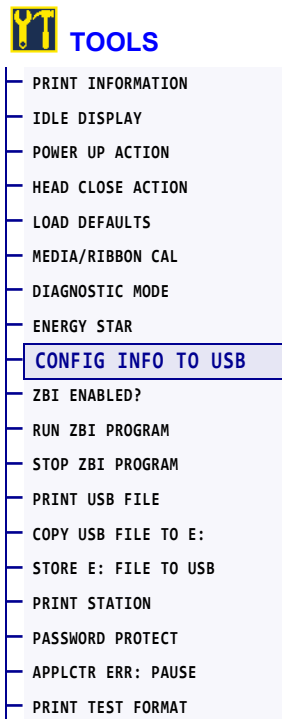 TOOLS
PRINT INFORMATION
IDLE DISPLAY
POWER UP ACTION
HEAD CLOSE ACTION
LOAD DEFAULTS
MEDIA/RIBBON CAL
DIAGNOSTIC MODE
ENERGY STAR
CONFIG INFO TO USB
ZBI ENABLED?
RUN ZBI PROGRAM
STOP ZBI PROGRAM
PRINT USB FILE
COPY USB FILE TO E:
STORE E: FILE TO USB
PRINT STATION
PASSWORD PROTECT
APPLCTR ERR: PAUSE
PRINT TEST FORMAT